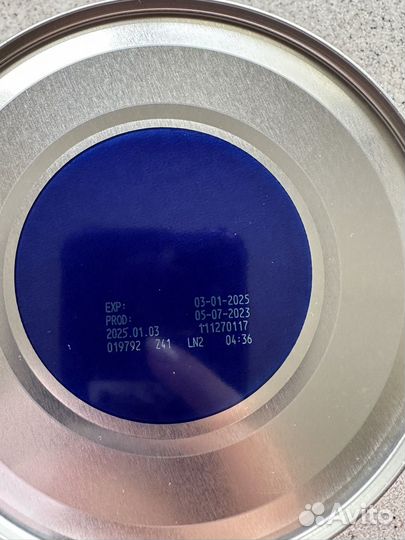 EXP: 03-01-2025
PROD: 05-07-2023
2025.01.03 111270117
019792 Z41 LN2 04:36
Avito